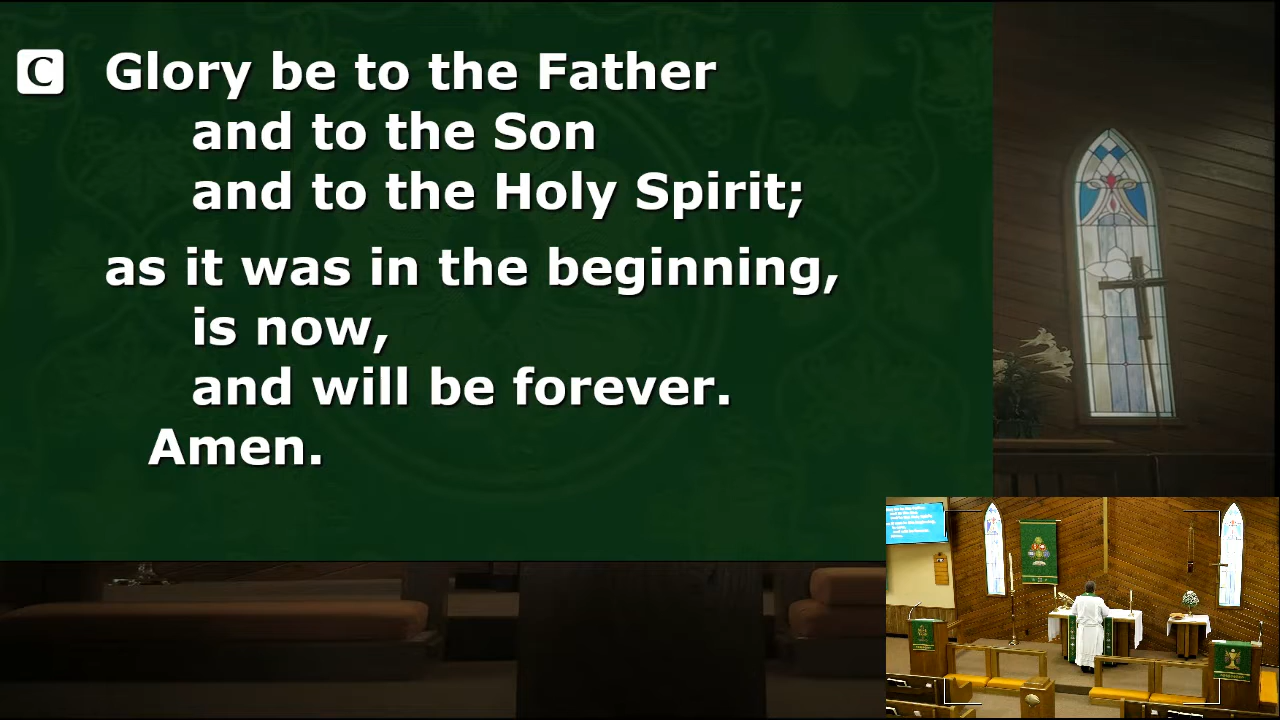 C Glory be to the Father
and to the Son
and to the Holy Spirit;
as it was in the beginning,
is now,
and will be forever.
Amen.